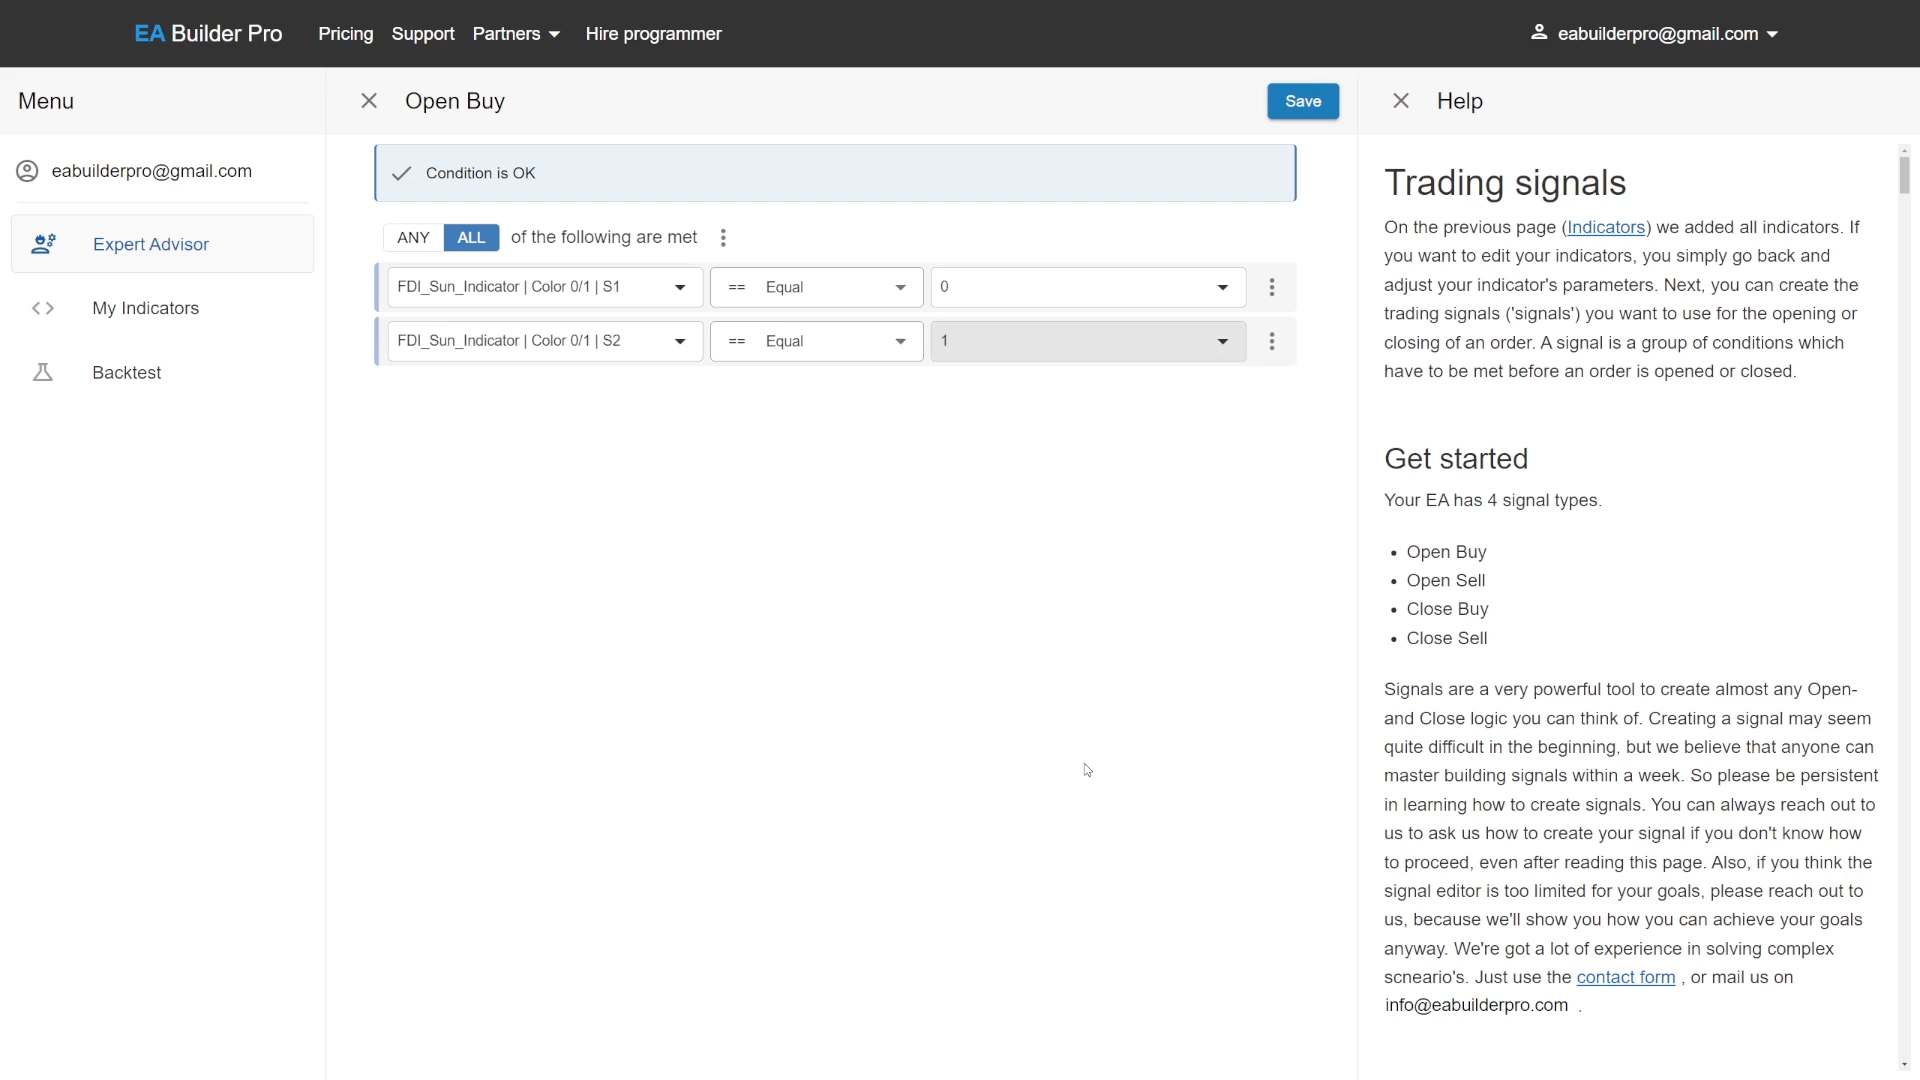 EA Builder Pro Pricing Support Partners Hire programmer eabuilderpro@gmail.com
Menu
eabuilderpro@gmail.com
Expert Advisor
My Indicators
Backtest
Open Buy
Save
Condition is OK
ANY ALL of the following are met
FDI_Sun_Indicator | Color 0/1 | S1 == Equal 0
FDI_Sun_Indicator | Color 0/1 | S2 == Equal 1
Help
Trading signals
On the previous page (Indicators) we added all indicators. If
you want to edit your indicators, you simply go back and
adjust your indicator's parameters. Next, you can create the
trading signals ('signals') you want to use for the opening or
closing of an order. A signal is a group of conditions which
have to be met before an order is opened or closed.
Get started
Your EA has 4 signal types.
• Open Buy
• Open Sell
• Close Buy
• Close Sell
Signals are a very powerful tool to create almost any Open-
and Close logic you can think of. Creating a signal may seem
quite difficult in the beginning, but we believe that anyone can
master building signals within a week. So please be persistent
in learning how to create signals. You can always reach out to
us to ask us how to create your signal if you don't know how
to proceed, even after reading this page. Also, if you think the
signal editor is too limited for your goals, please reach out to
us, because we'll show you how you can achieve your goals
anyway. We're got a lot of experience in solving complex
scneario's. Just use the contact form , or mail us on
info@eabuilderpro.com .